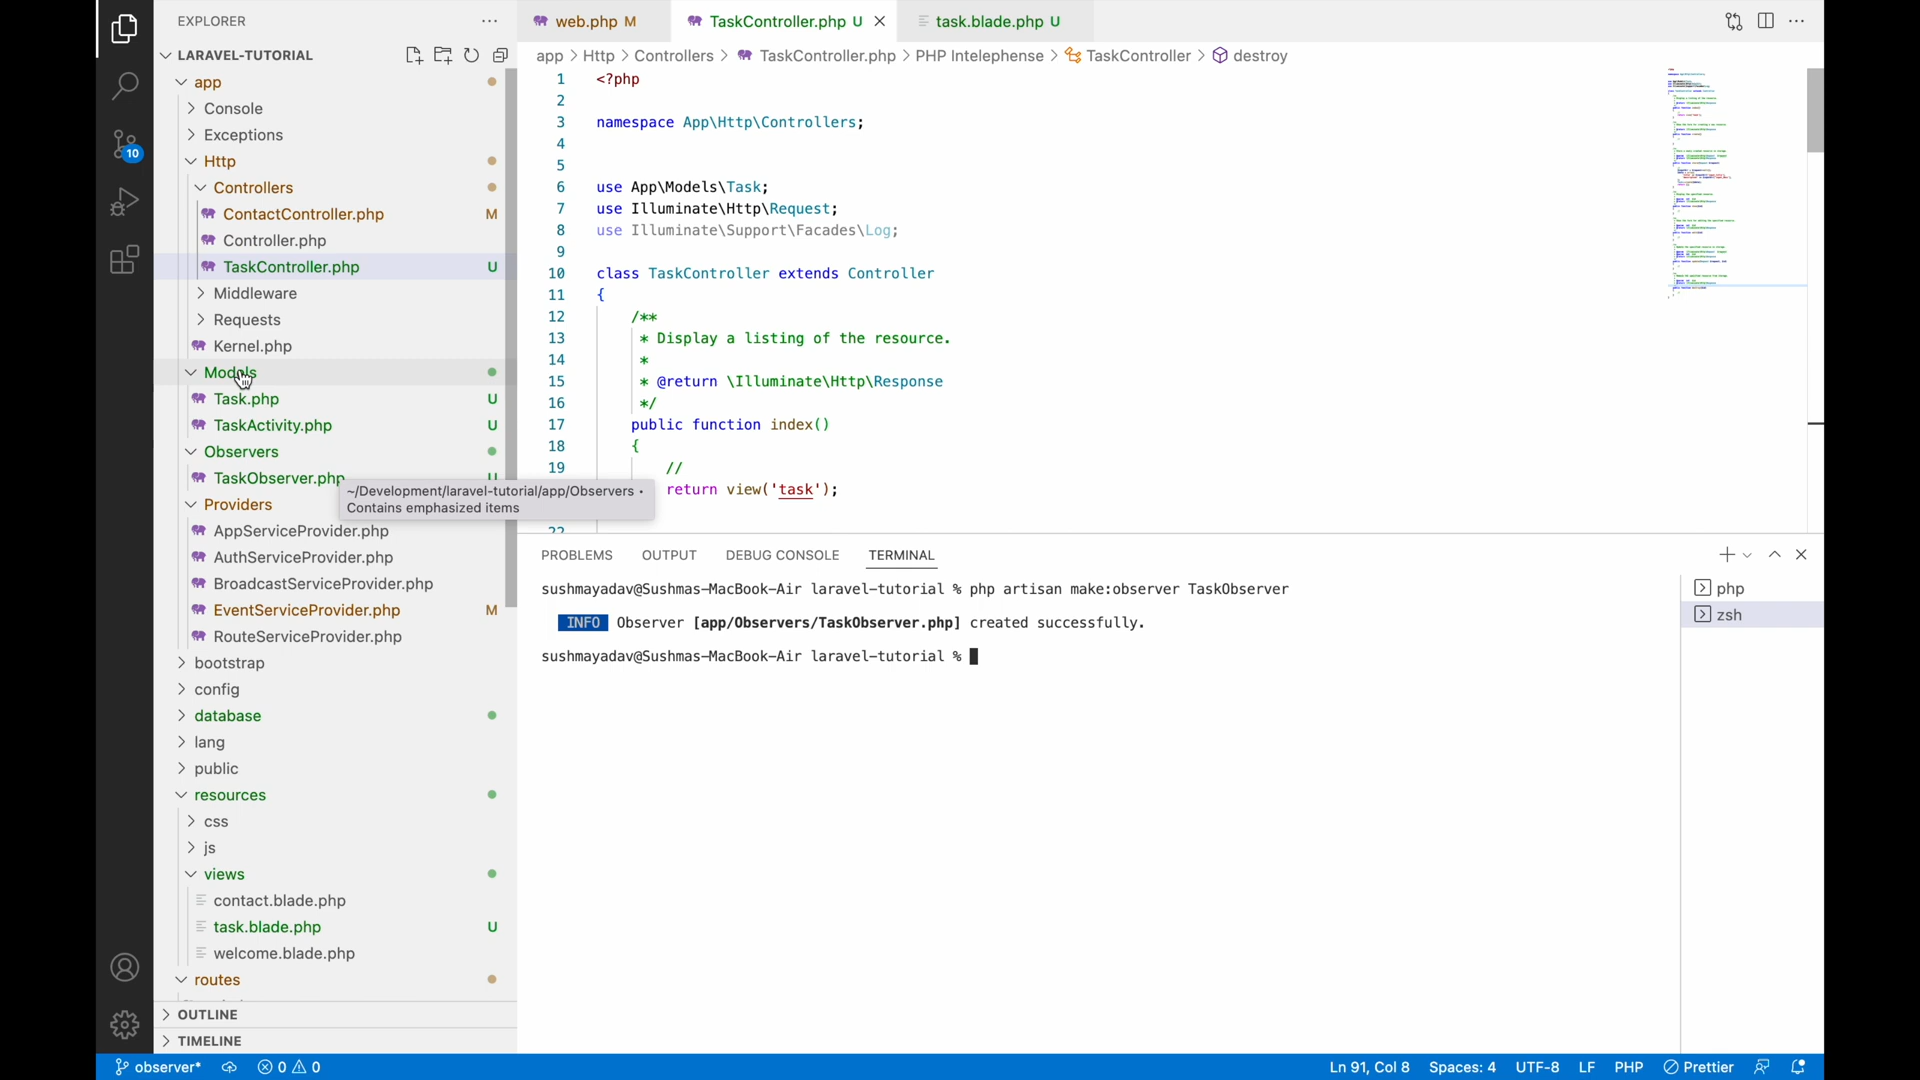 EXPLORER
LARAVEL-TUTORIAL
app
Console
Exceptions
Http
Controllers
ContactController.php M
Controller.php
TaskController.php U
Middleware
Requests
Kernel.php
Models
Task.php U
TaskActivity.php U
Observers
TaskObserver.php U
~/Development/laravel-tutorial/app/Observers •
Contains emphasized items
Providers
AppServiceProvider.php
AuthServiceProvider.php
BroadcastServiceProvider.php
EventServiceProvider.php M
RouteServiceProvider.php
bootstrap
config
database
lang
public
resources
css
js
views
contact.blade.php
task.blade.php U
welcome.blade.php
routes
OUTLINE
TIMELINE
10
web.php M
TaskController.php U
task.blade.php U
app > Http > Controllers > TaskController.php > PHP Intelephense > TaskController > destroy
1 <?php
2
3 namespace App\Http\Controllers;
4
5
6 use App\Models\Task;
7 use Illuminate\Http\Request;
8 use Illuminate\Support\Facades\Log;
9
10 class TaskController extends Controller
11 {
12 /**
13 * Display a listing of the resource.
14 *
15 * @return \Illuminate\Http\Response
16 */
17 public function index()
18 {
19 //
return view('task');
22
PROBLEMS OUTPUT DEBUG CONSOLE TERMINAL
sushmayadav@Sushmas-MacBook-Air laravel-tutorial % php artisan make:observer TaskObserver
INFO Observer [app/Observers/TaskObserver.php] created successfully.
sushmayadav@Sushmas-MacBook-Air laravel-tutorial %
php
zsh
observer* 0 0 Ln 91, Col 8 Spaces: 4 UTF-8 LF PHP Prettier